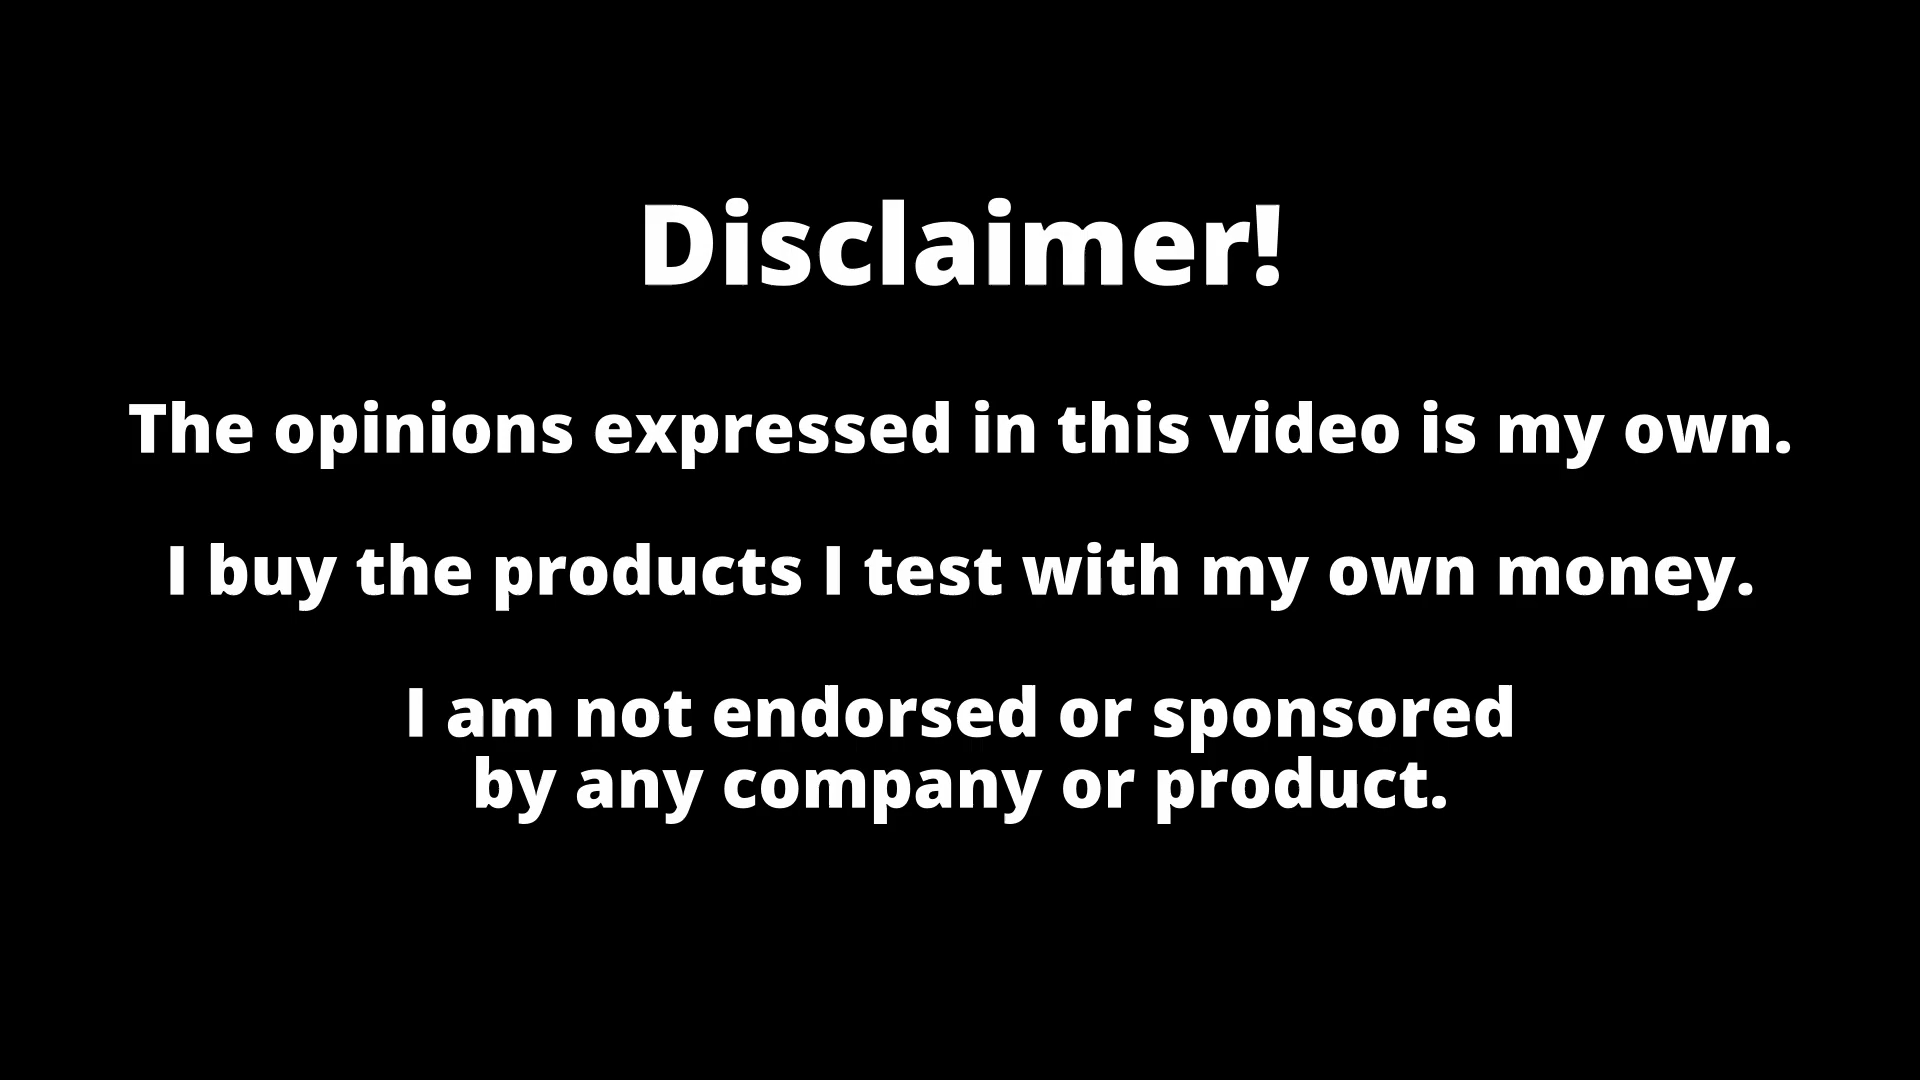 Disclaimer!
The opinions expressed in this video is my own.
I buy the products I test with my own money.
I am not endorsed or sponsored
by any company or product.